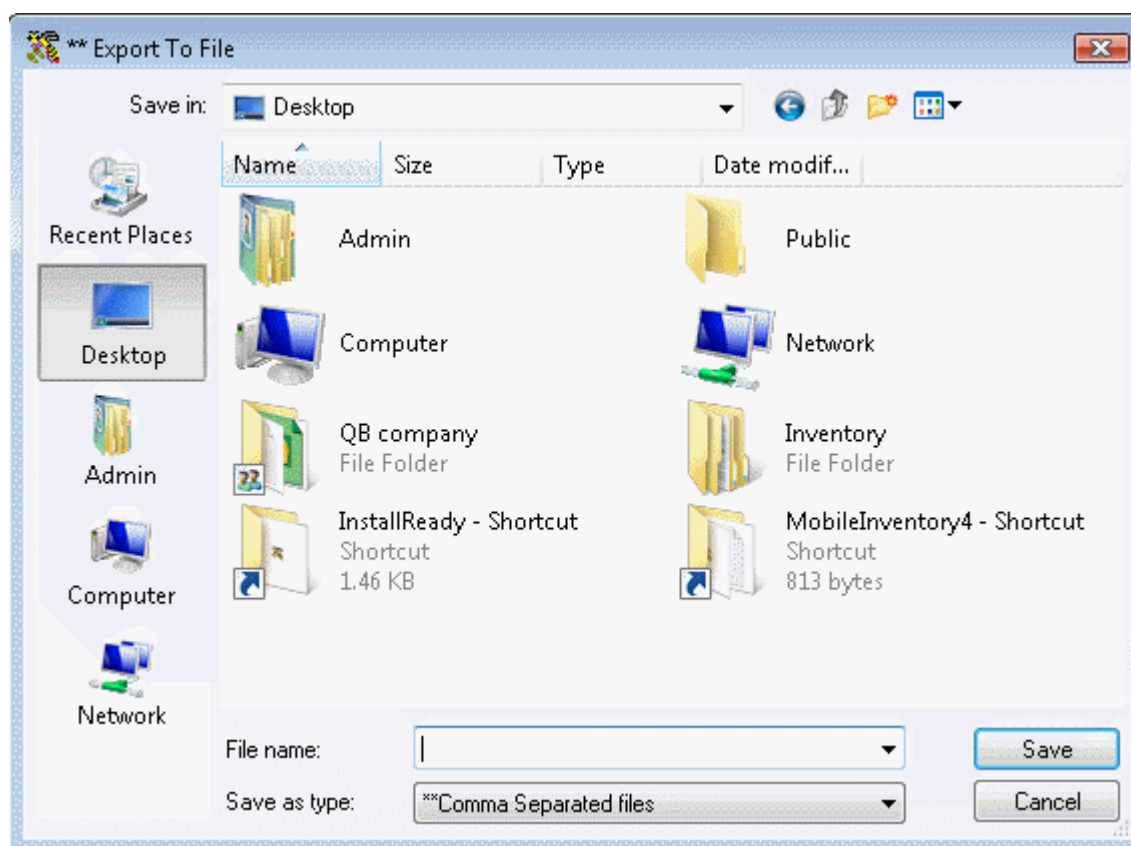 ** Export To File
Save in:
Desktop
Name Size Type Date modif...
Recent Places
Desktop
Admin
Computer
Network
Admin
Public
Computer
Network
QB company
File Folder
Inventory
File Folder
InstallReady - Shortcut
Shortcut
1.46 KB
MobileInventory4 - Shortcut
Shortcut
813 bytes
File name:
Save
Save as type:
**Comma Separated files
Cancel